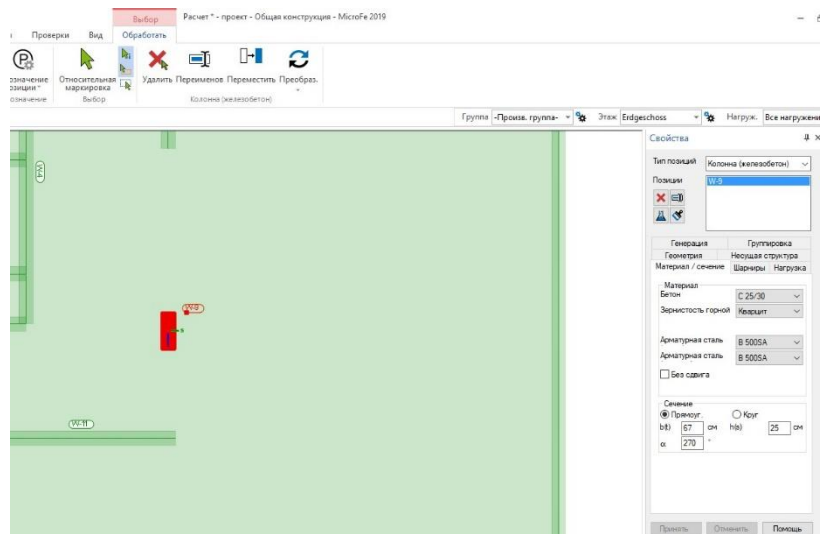 Выбор
Расчет * - проект - Общая конструкция - MicroFe 2019
Проверки Вид Обработать
Относительная маркировка
Удалить Переименов Переместить Преобраз.
Выбор Колонна (железобетон)
Группа -Произв. группа- Этаж Erdgeschoss Нагруж. Все нагружени
Свойства
Тип позиций Колонна (железобетон)
Позиции W-9
W-4
W-9
s
W-11
Генерация Группировка
Геометрия Несущая структура
Материал / сечение Шарниры Нагрузка
Материал
Бетон C 25/30
Зернистость горной Кварцит
Арматурная сталь B 500SA
Арматурная сталь B 500SA
Без сдвига
Сечение
Прямоуг. Круг
b(t) 67 см h(s) 25 см
α 270 °
Принять Отменить Помощь